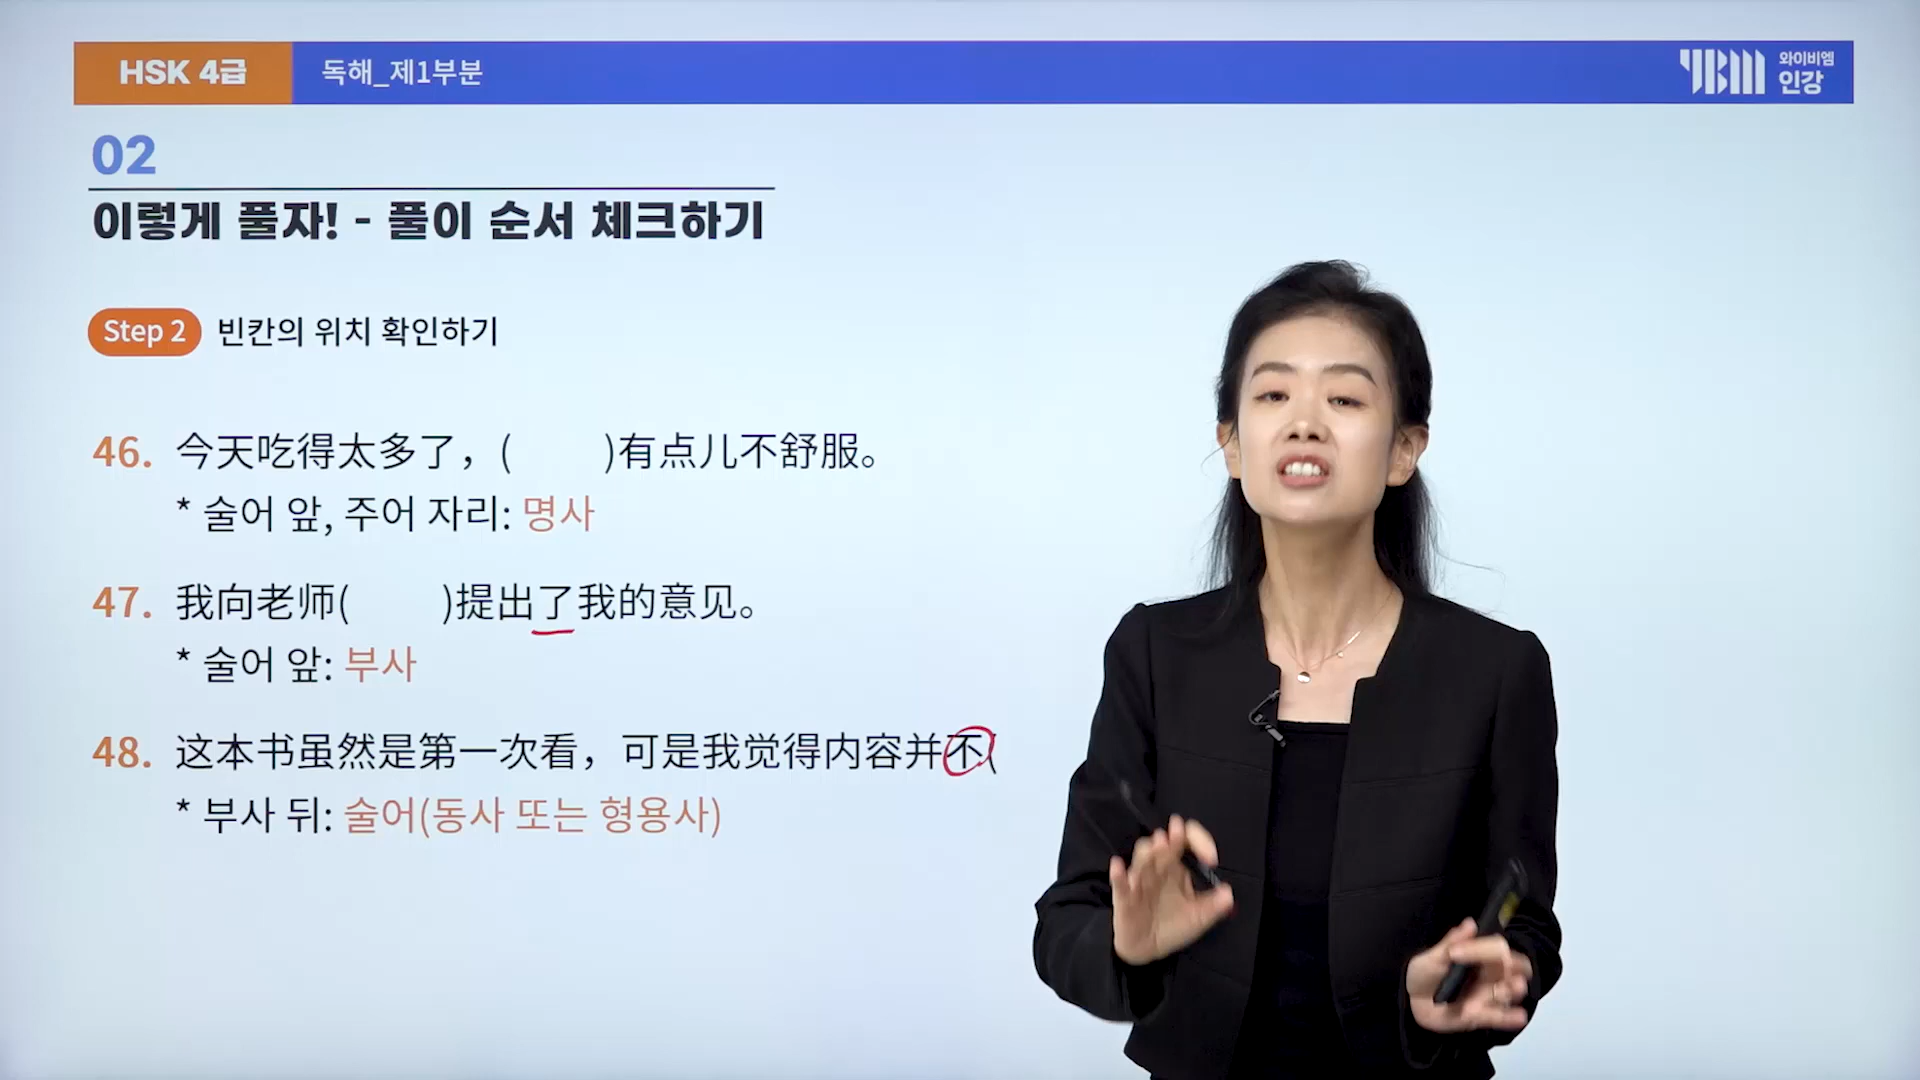 HSK 4급
독해_제1부분
YBM 와이비엠
인강
02
이렇게 풀자! - 풀이 순서 체크하기
Step 2 빈칸의 위치 확인하기
46. 今天吃得太多了，( )有点儿不舒服。
* 술어 앞, 주어 자리: 명사
47. 我向老师( )提出了我的意见。
* 술어 앞: 부사
48. 这本书虽然是第一次看，可是我觉得内容并不(
* 부사 뒤: 술어(동사 또는 형용사)